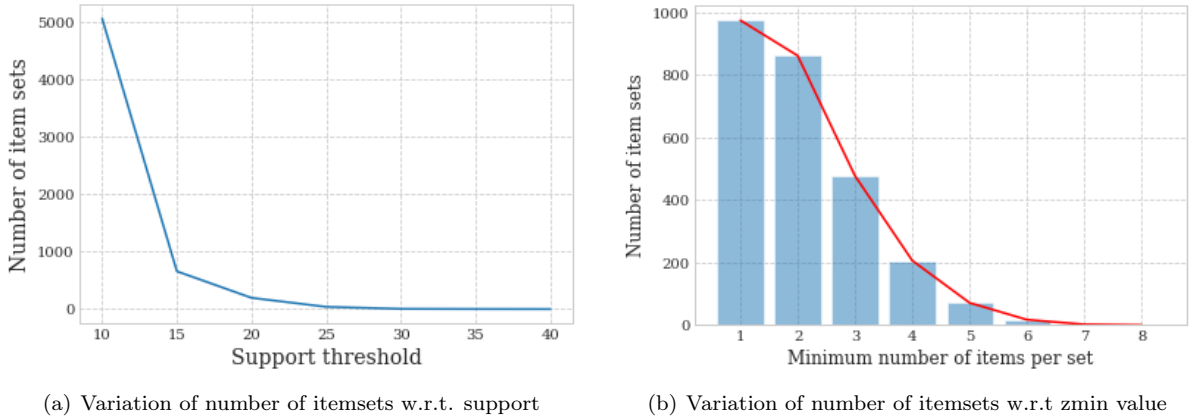 5000
4000
3000
2000
1000
0
Number of item sets
10 15 20 25 30 35 40
Support threshold
(a) Variation of number of itemsets w.r.t. support
1000
800
600
400
200
0
Number of item sets
1 2 3 4 5 6 7 8
Minimum number of items per set
(b) Variation of number of itemsets w.r.t zmin value